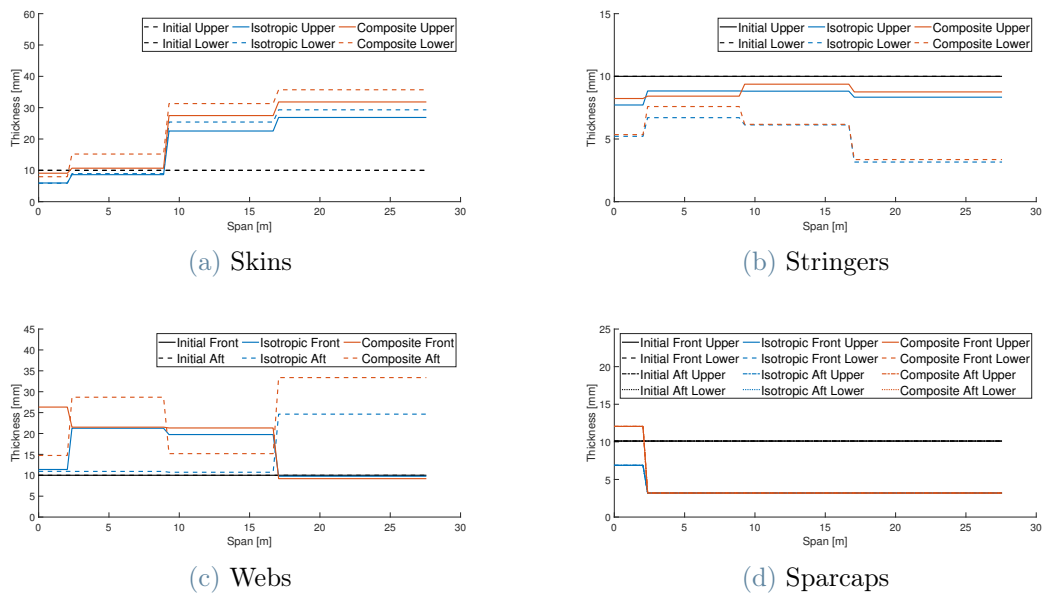 60
50
40
30
20
10
0
Thickness [mm]
Initial Upper Isotropic Upper Composite Upper
Initial Lower Isotropic Lower Composite Lower
0 5 10 15 20 25 30
Span [m]
(a) Skins
15
10
5
0
Thickness [mm]
Initial Upper Isotropic Upper Composite Upper
Initial Lower Isotropic Lower Composite Lower
0 5 10 15 20 25 30
Span [m]
(b) Stringers
45
40
35
30
25
20
15
10
5
0
Thickness [mm]
Initial Front Isotropic Front Composite Front
Initial Aft Isotropic Aft Composite Aft
0 5 10 15 20 25 30
Span [m]
(c) Webs
25
20
15
10
5
0
Thickness [mm]
Initial Front Upper Isotropic Front Upper Composite Front Upper
Initial Front Lower Isotropic Front Lower Composite Front Lower
Initial Aft Upper Isotropic Aft Upper Composite Aft Upper
Initial Aft Lower Isotropic Aft Lower Composite Aft Lower
0 5 10 15 20 25 30
Span [m]
(d) Sparcaps